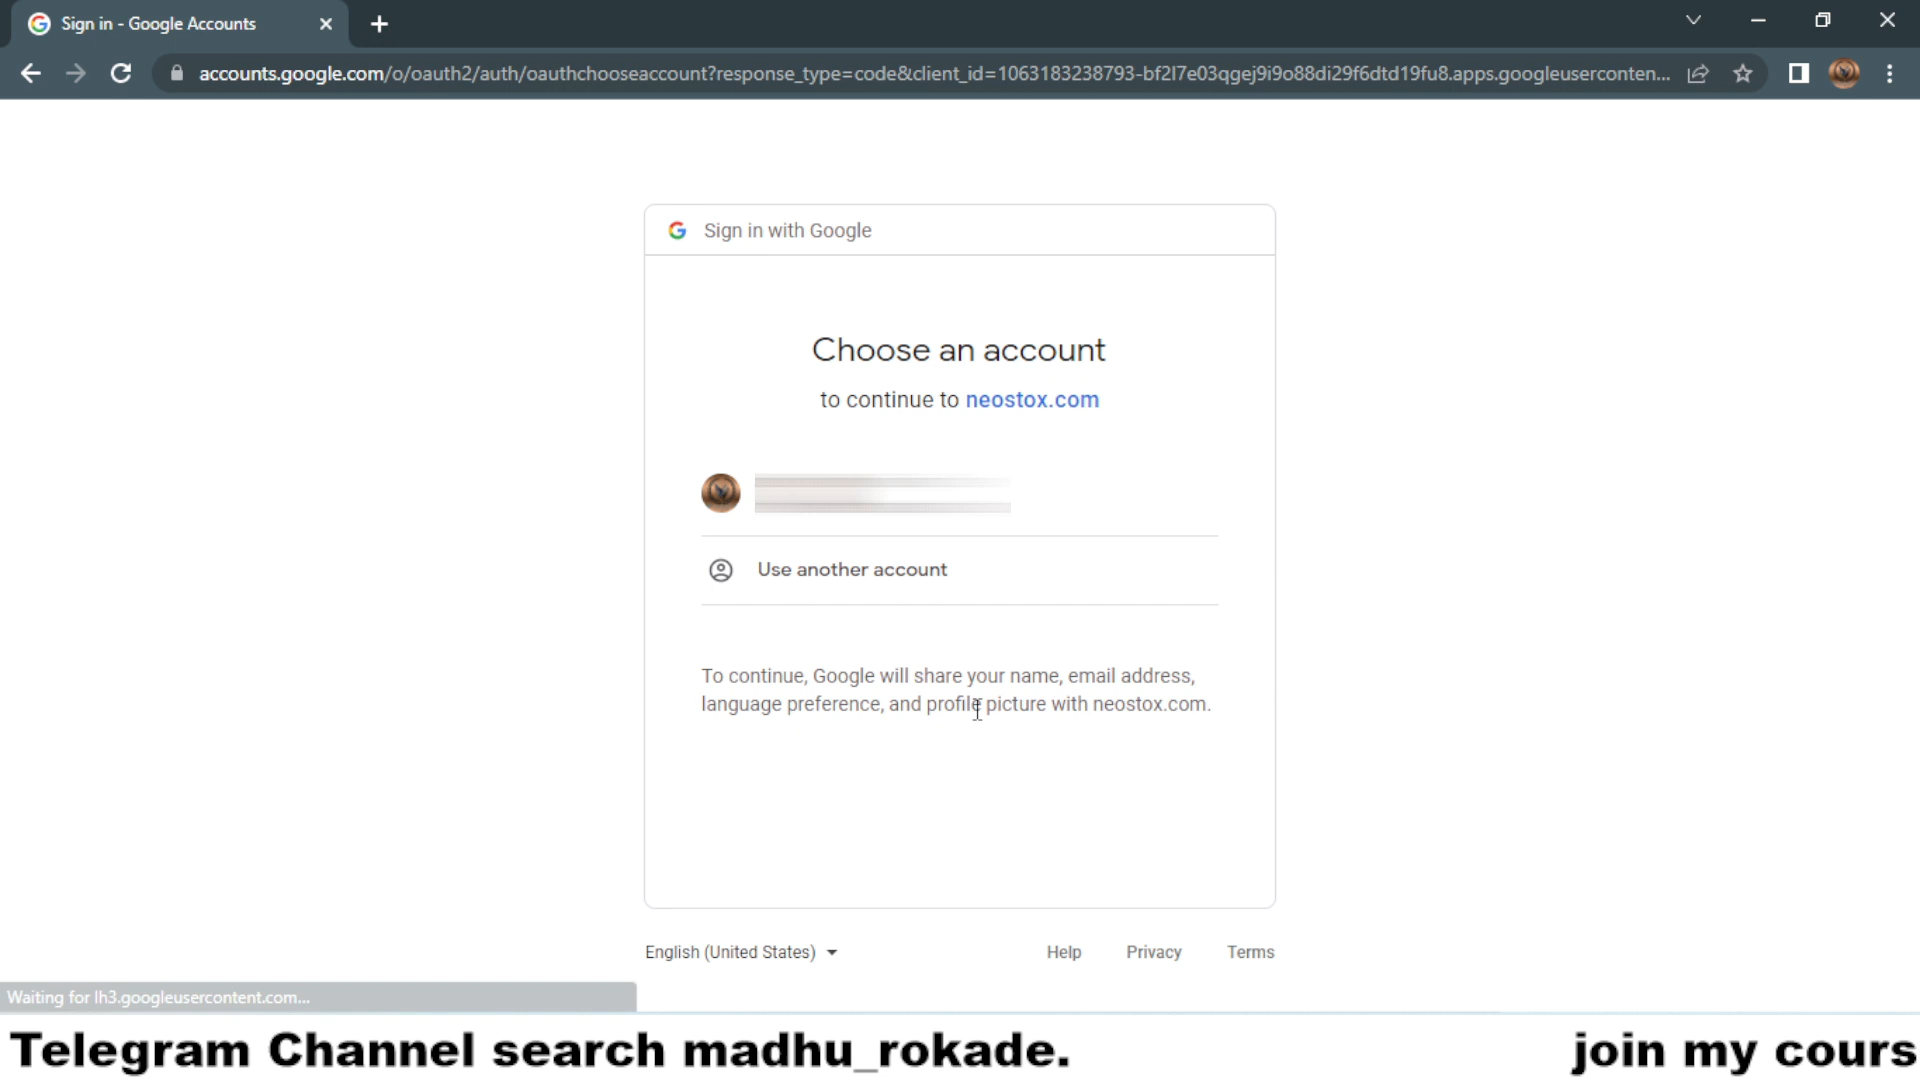 Sign in - Google Accounts
accounts.google.com/o/oauth2/auth/oauthchooseaccount?response_type=code&client_id=1063183238793-bf2l7e03qgej9i9o88di29f6dtd19fu8.apps.googleuserconten...
Sign in with Google
Choose an account
to continue to neostox.com
Use another account
To continue, Google will share your name, email address,
language preference, and profile picture with neostox.com.
English (United States)
Help Privacy Terms
Waiting for lh3.googleusercontent.com...
Telegram Channel search madhu_rokade. join my cours